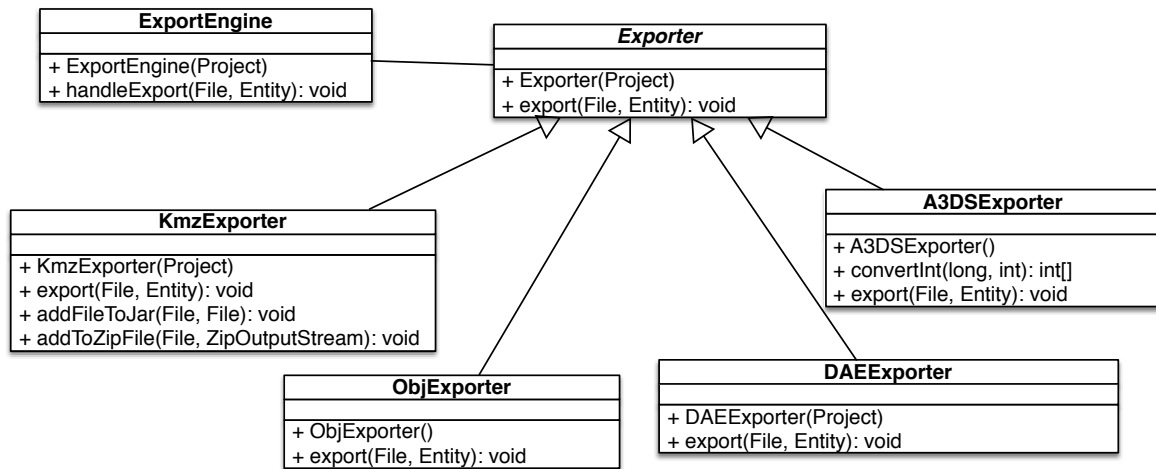 ExportEngine
+ ExportEngine(Project)
+ handleExport(File, Entity): void
Exporter
+ Exporter(Project)
+ export(File, Entity): void
KmzExporter
+ KmzExporter(Project)
+ export(File, Entity): void
+ addFileToJar(File, File): void
+ addToZipFile(File, ZipOutputStream): void
A3DSExporter
+ A3DSExporter()
+ convertInt(long, int): int[]
+ export(File, Entity): void
ObjExporter
+ ObjExporter()
+ export(File, Entity): void
DAEExporter
+ DAEExporter(Project)
+ export(File, Entity): void